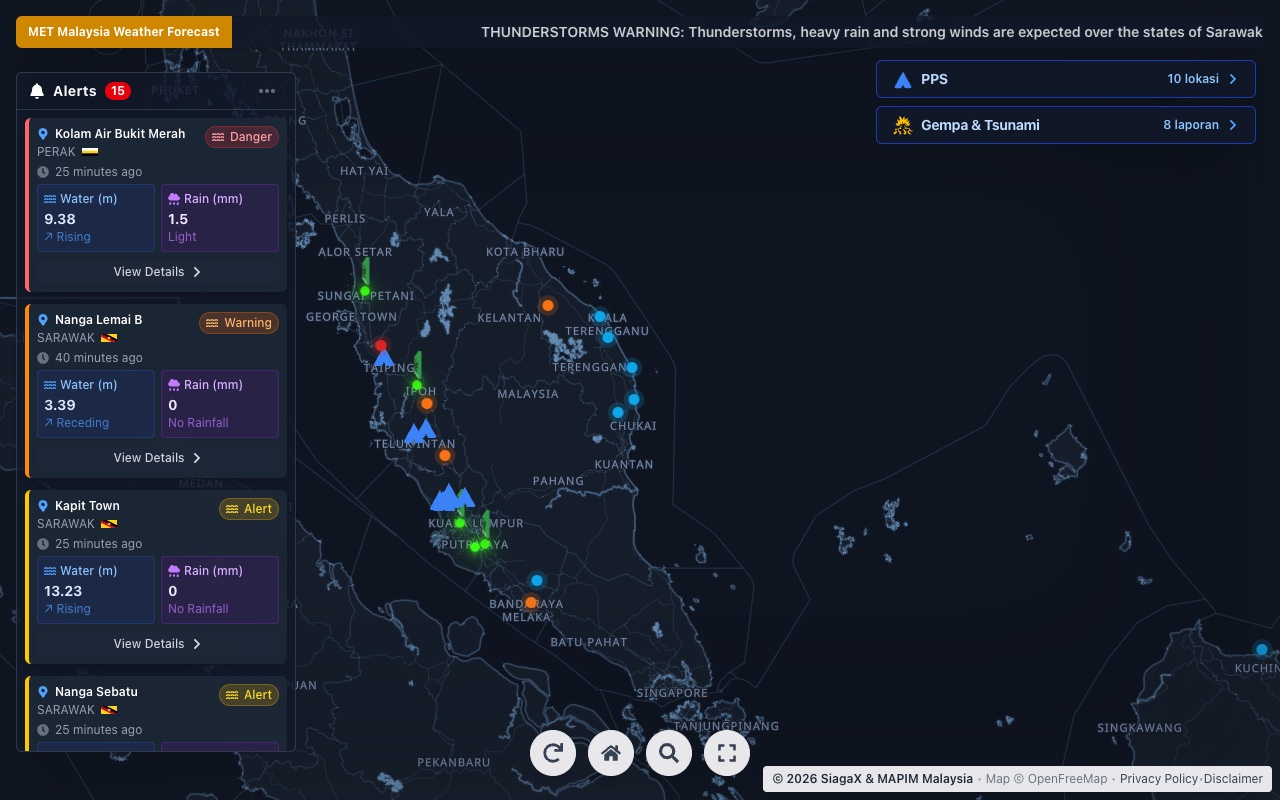 MET Malaysia Weather Forecast
THUNDERSTORMS WARNING: Thunderstorms, heavy rain and strong winds are expected over the states of Sarawak
Alerts 15
Kolam Air Bukit Merah
Danger
PERAK
25 minutes ago
Water (m)
9.38
Rising
Rain (mm)
1.5
Light
View Details
Nanga Lemai B
Warning
SARAWAK
40 minutes ago
Water (m)
3.39
Receding
Rain (mm)
0
No Rainfall
View Details
Kapit Town
Alert
SARAWAK
25 minutes ago
Water (m)
13.23
Rising
Rain (mm)
0
No Rainfall
View Details
Nanga Sebatu
Alert
SARAWAK
25 minutes ago
PPS
10 lokasi
Gempa & Tsunami
8 laporan
NAKHON SI
THAMMARAT
PHUKET
HAT YAI
YALA
PERLIS
ALOR SETAR
KOTA BHARU
SUNGAI PETANI
GEORGE TOWN
KELANTAN
KUALA
TERENGGANU
TAIPING
TERENGGANU
IPOH
MALAYSIA
CHUKAI
TELUK INTAN
KUANTAN
MEDAN
PAHANG
KUALA LUMPUR
PUTRAJAYA
BANDARAYA
MELAKA
BATU PAHAT
SINGAPORE
TANJUNGPINANG
KUCHIN
SINGKAWANG
PEKANBARU
© 2026 SiagaX & MAPIM Malaysia · Map © OpenFreeMap · Privacy Policy·Disclaimer